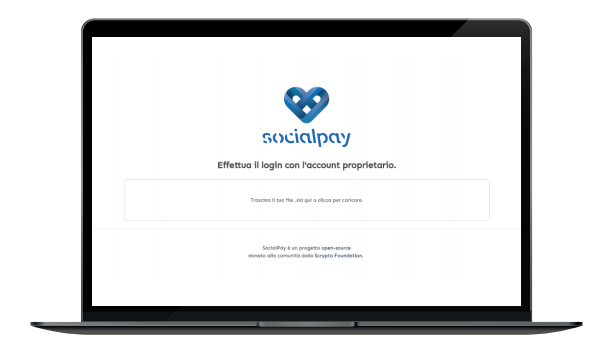 socialpay
Effettua il login con l'account proprietario.
Trascina il tuo file .sid qui o clicca per caricare.
SocialPay è un progetto open-source
donato alla comunità dalla Scrypta Foundation.